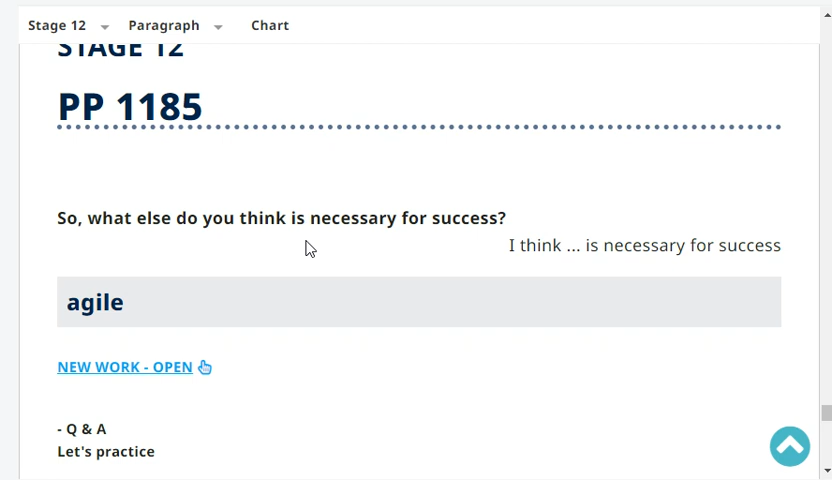 Stage 12 Paragraph Chart
STAGE 12
PP 1185
So, what else do you think is necessary for success?
I think ... is necessary for success
agile
NEW WORK - OPEN
- Q & A
Let's practice